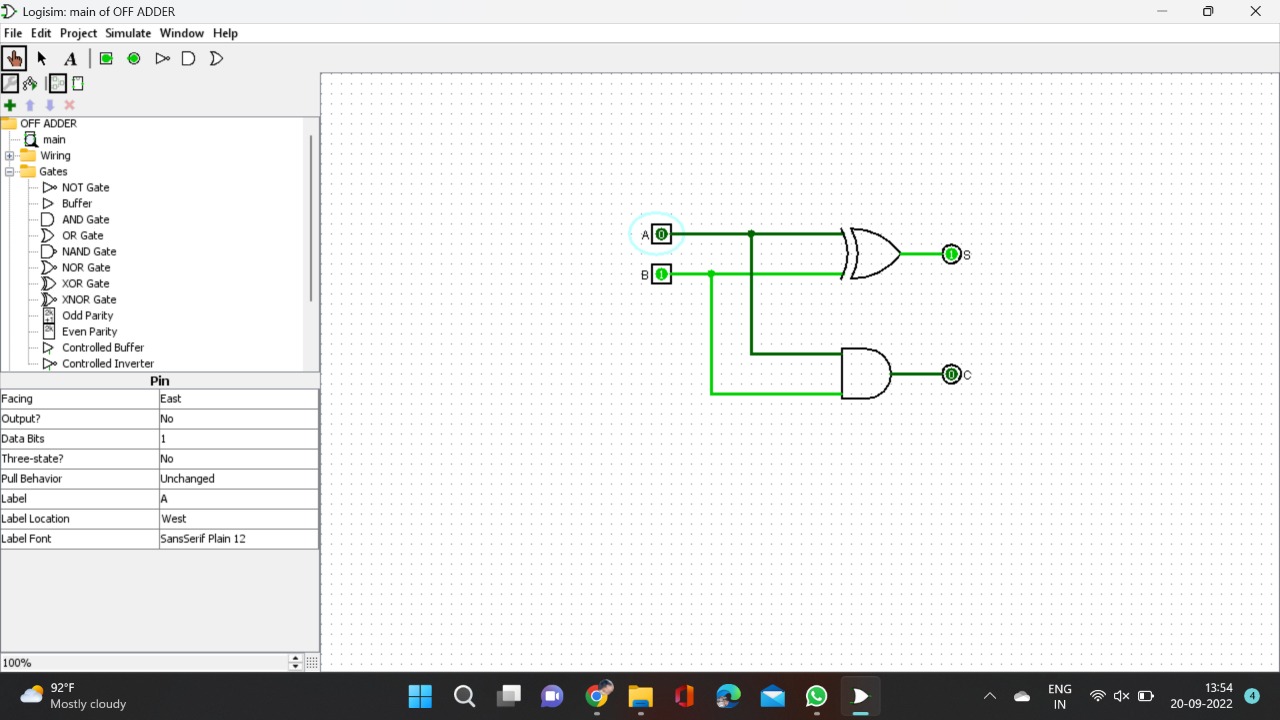 Logisim: main of OFF ADDER
File Edit Project Simulate Window Help
A
OFF ADDER
main
Wiring
Gates
NOT Gate
Buffer
AND Gate
OR Gate
NAND Gate
NOR Gate
XOR Gate
XNOR Gate
Odd Parity
Even Parity
Controlled Buffer
Controlled Inverter
Pin
Facing East
Output? No
Data Bits 1
Three-state? No
Pull Behavior Unchanged
Label A
Label Location West
Label Font SansSerif Plain 12
100%
A 0
B 1
1 S
0 C
92°F
Mostly cloudy
ENG
IN
13:54
20-09-2022
4